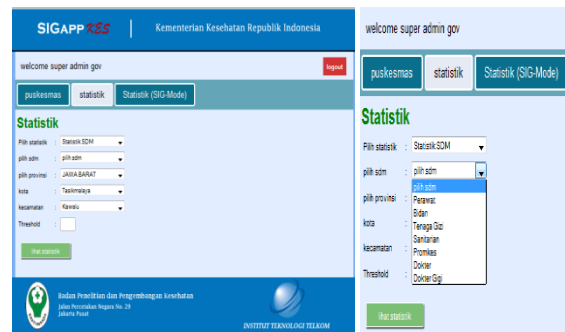 SIGAPP KES | Kementerian Kesehatan Republik Indonesia
welcome super admin gov
logout
puskesmas statistik Statistik (SIG-Mode)
Statistik
Pilih statistik : Statistik SDM
pilih sdm : pilih sdm
pilih provinsi : JAWA BARAT
kota : Tasikmalaya
kecamatan : Kawalu
Threshold :
lihat statistik
Badan Penelitian dan Pengembangan Kesehatan
Jalan Percetakan Negara No. 29
Jakarta Pusat
INSTITUT TEKNOLOGI TELKOM
welcome super admin gov
puskesmas statistik Statistik (SIG-Mode)
Statistik
Pilih statistik : Statistik SDM
pilih sdm : pilih sdm
pilih sdm
pilih provinsi : Perawat
Bidan
kota : Tenaga Gizi
Sanitarian
kecamatan : Promkes
Dokter
Threshold : Dokter Gigi
lihat statistik